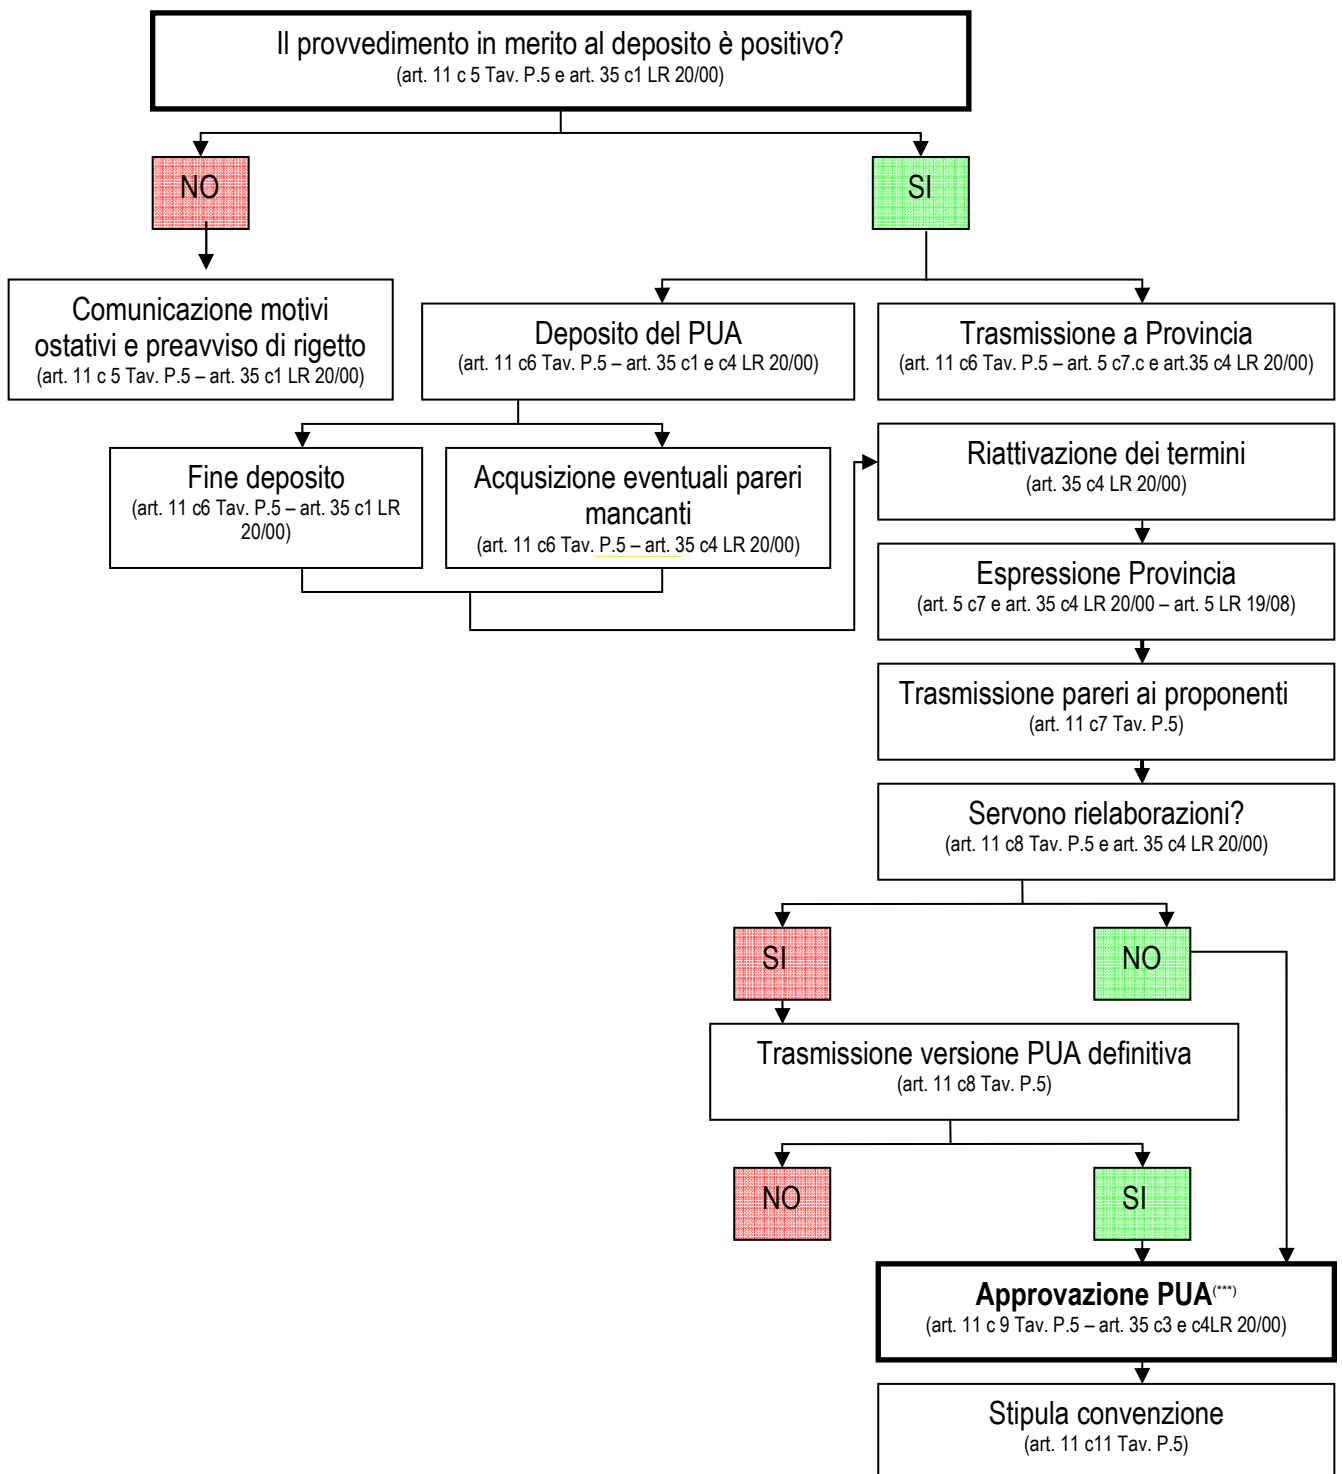 Il provvedimento in merito al deposito è positivo?
(art. 11 c 5 Tav. P.5 e art. 35 c1 LR 20/00)
NO
SI
Comunicazione motivi
ostativi e preavviso di rigetto
(art. 11 c 5 Tav. P.5 – art. 35 c1 LR 20/00)
Deposito del PUA
(art. 11 c6 Tav. P.5 – art. 35 c1 e c4 LR 20/00)
Trasmissione a Provincia
(art. 11 c6 Tav. P.5 – art. 5 c7.c e art.35 c4 LR 20/00)
Fine deposito
(art. 11 c6 Tav. P.5 – art. 35 c1 LR
20/00)
Acqusizione eventuali pareri
mancanti
(art. 11 c6 Tav. P.5 – art. 35 c4 LR 20/00)
Riattivazione dei termini
(art. 35 c4 LR 20/00)
Espressione Provincia
(art. 5 c7 e art. 35 c4 LR 20/00 – art. 5 LR 19/08)
Trasmissione pareri ai proponenti
(art. 11 c7 Tav. P.5)
Servono rielaborazioni?
(art. 11 c8 Tav. P.5 e art. 35 c4 LR 20/00)
SI
NO
Trasmissione versione PUA definitiva
(art. 11 c8 Tav. P.5)
NO
SI
Approvazione PUA(***)
(art. 11 c 9 Tav. P.5 – art. 35 c3 e c4LR 20/00)
Stipula convenzione
(art. 11 c11 Tav. P.5)